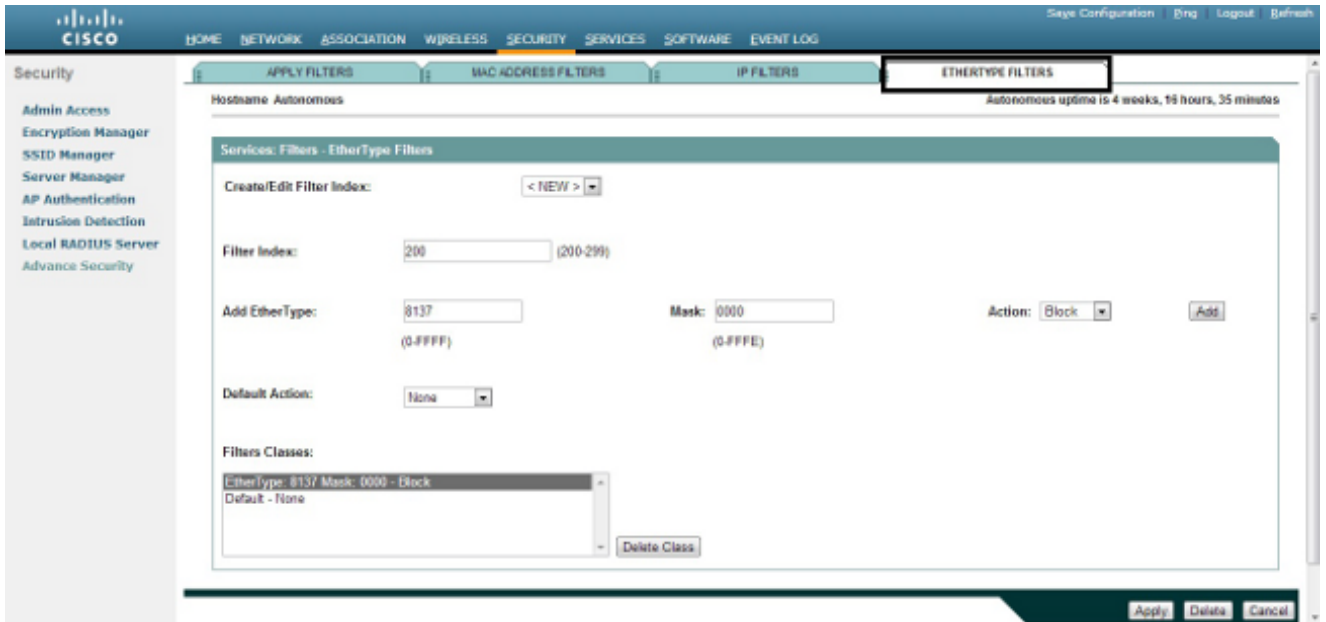 Save Configuration Ping Logout Refresh
CISCO
HOME NETWORK ASSOCIATION WIRELESS SECURITY SERVICES SOFTWARE EVENT LOG
Security
APPLY FILTERS MAC ADDRESS FILTERS IP FILTERS ETHERTYPE FILTERS
Admin Access
Encryption Manager
SSID Manager
Server Manager
AP Authentication
Intrusion Detection
Local RADIUS Server
Advance Security
Hostname Autonomous
Autonomous uptime is 4 weeks, 16 hours, 35 minutes
Services: Filters - EtherType Filters
Create/Edit Filter Index: < NEW >
Filter Index: 200 (200-299)
Add EtherType: 8137 Mask: 0000 Action: Block Add
(0-FFFF) (0-FFFE)
Default Action: None
Filters Classes:
EtherType: 8137 Mask: 0000 - Block
Default - None
Delete Class
Apply Delete Cancel